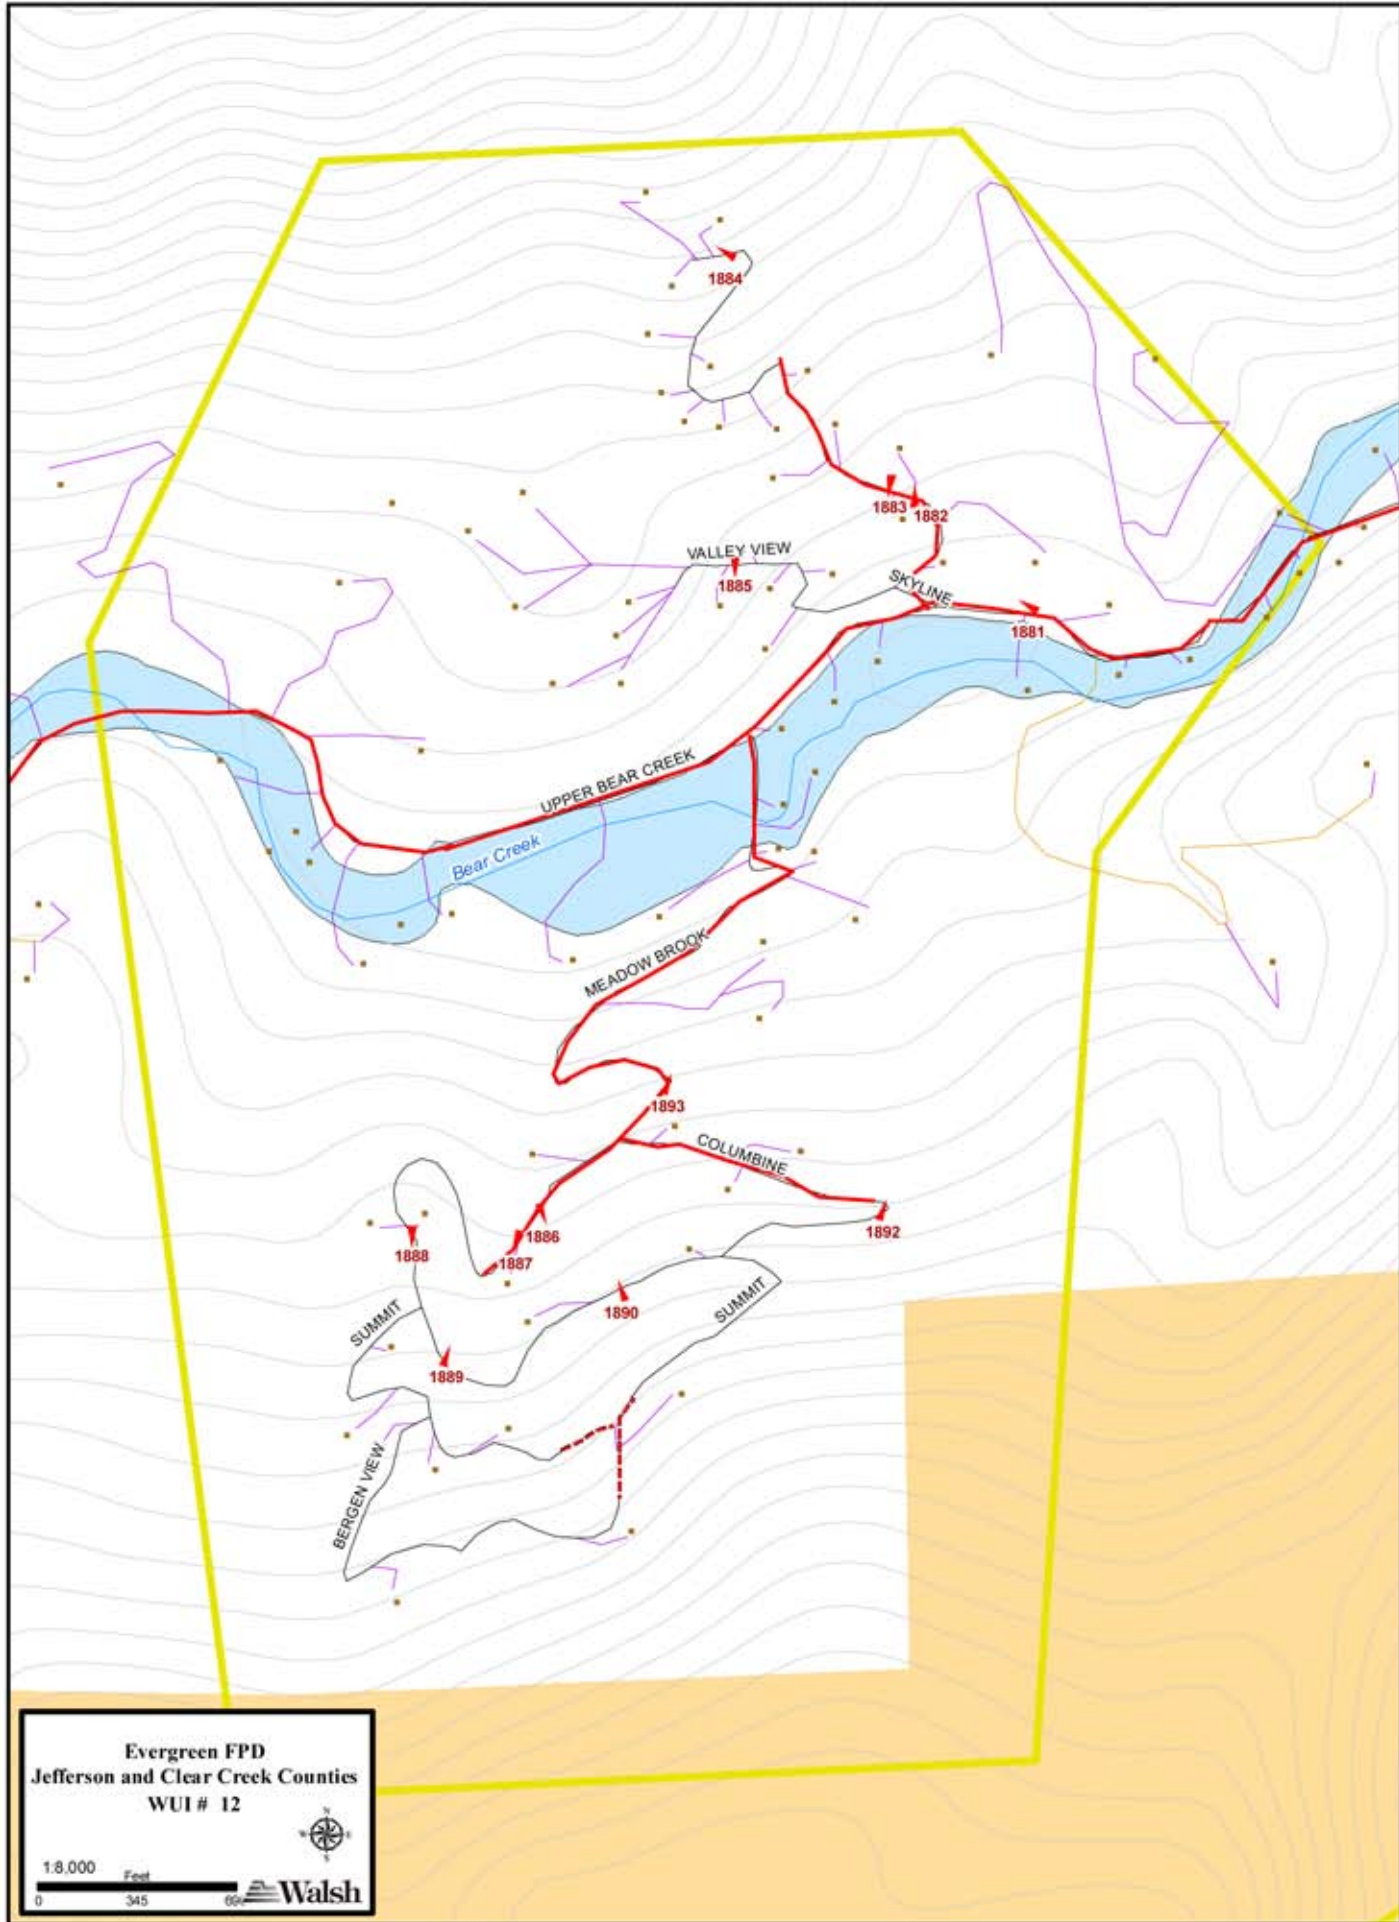 1884
1883
1882
VALLEY VIEW
1885
SKYLINE
1881
UPPER BEAR CREEK
Bear Creek
MEADOW BROOK
1893
COLUMBINE
1892
1886
1887
1888
1890
SUMMIT
SUMMIT
1889
BERGEN VIEW
Evergreen FPD
Jefferson and Clear Creek Counties
WUI # 12
N
W E
S
1:8,000
Feet
0 345
Walsh